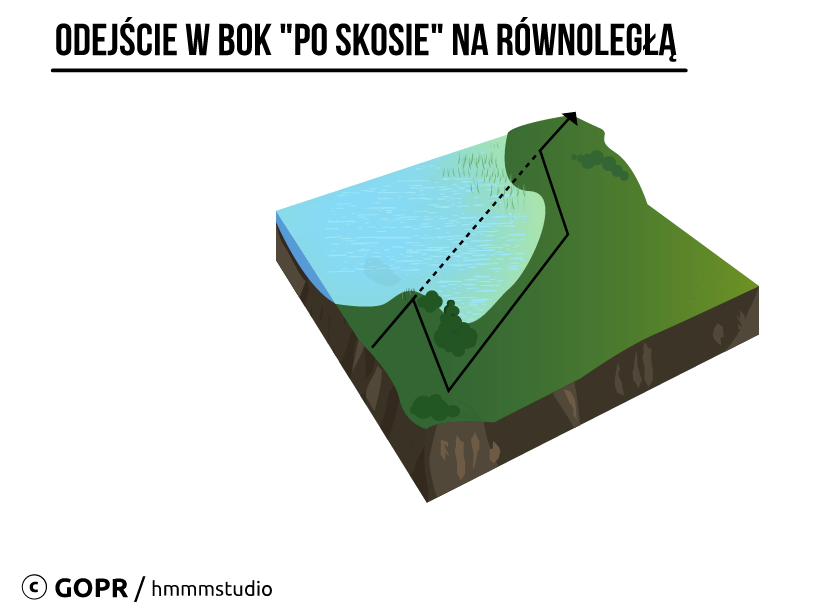 ODEJŚCIE W BOK "PO SKOSIE" NA RÓWNOLEGŁĄ
© GOPR / hmmmstudio